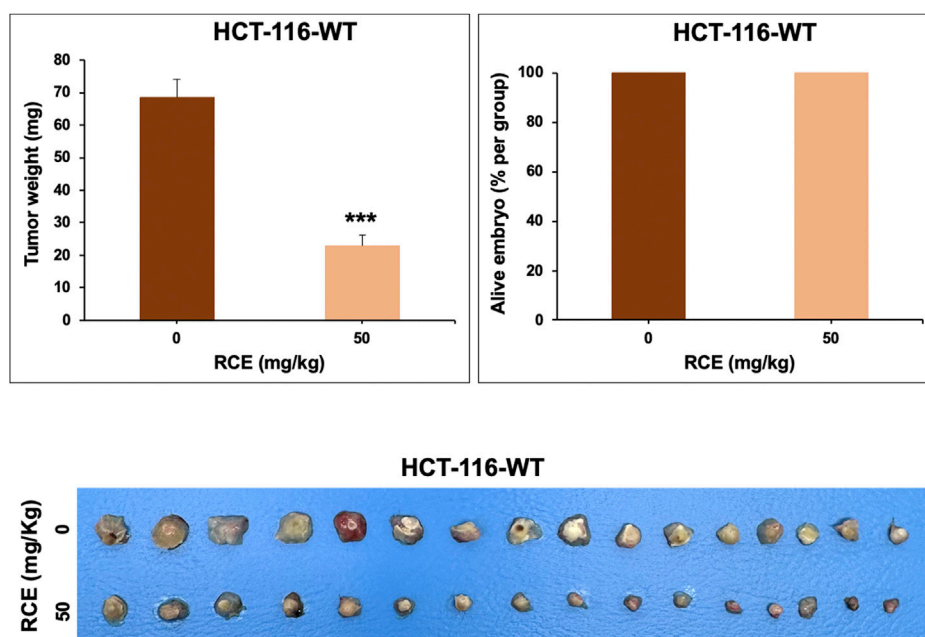 HCT-116-WT
Tumor weight (mg)
80
70
60
50
40
30
20
10
0
***
0
50
RCE (mg/kg)
HCT-116-WT
Alive embryo (% per group)
100
80
60
40
20
0
0
50
RCE (mg/kg)
HCT-116-WT
RCE (mg/Kg)
0
50